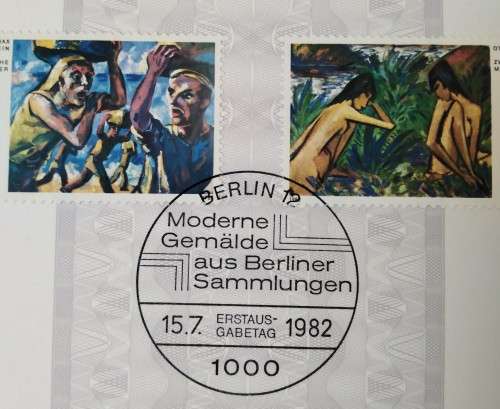 BERLIN 12
Moderne
Gemälde
aus Berliner
Sammlungen
15.7. ERSTAUS-
GABETAG 1982
1000